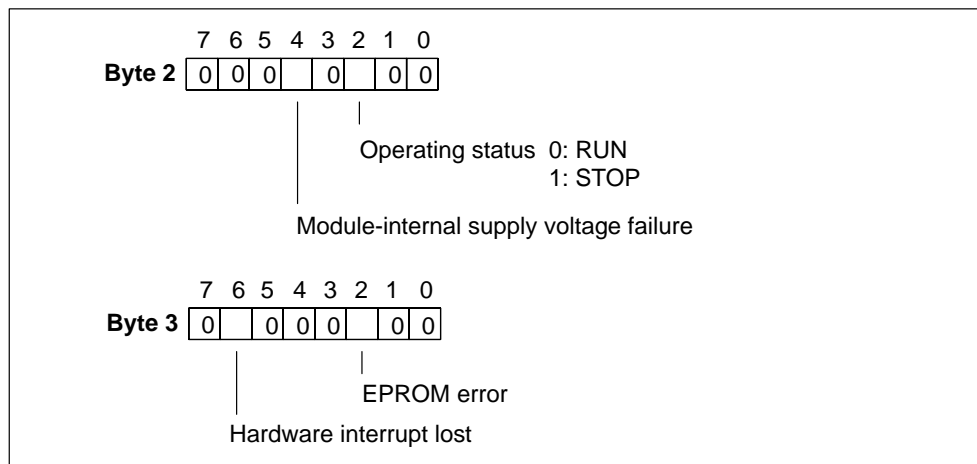 7 6 5 4 3 2 1 0
Byte 2 0 0 0 0 0 0
Operating status 0: RUN
1: STOP
Module-internal supply voltage failure
7 6 5 4 3 2 1 0
Byte 3 0 0 0 0 0 0
EPROM error
Hardware interrupt lost